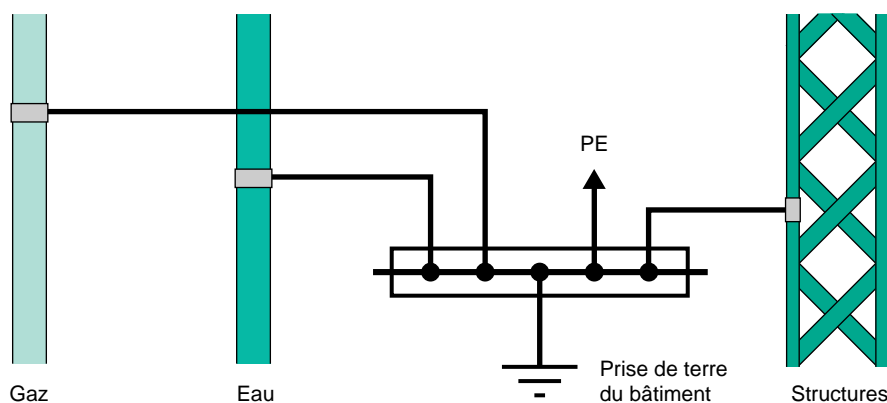 PE
Prise de terre
du bâtiment
Gaz
Eau
Structures